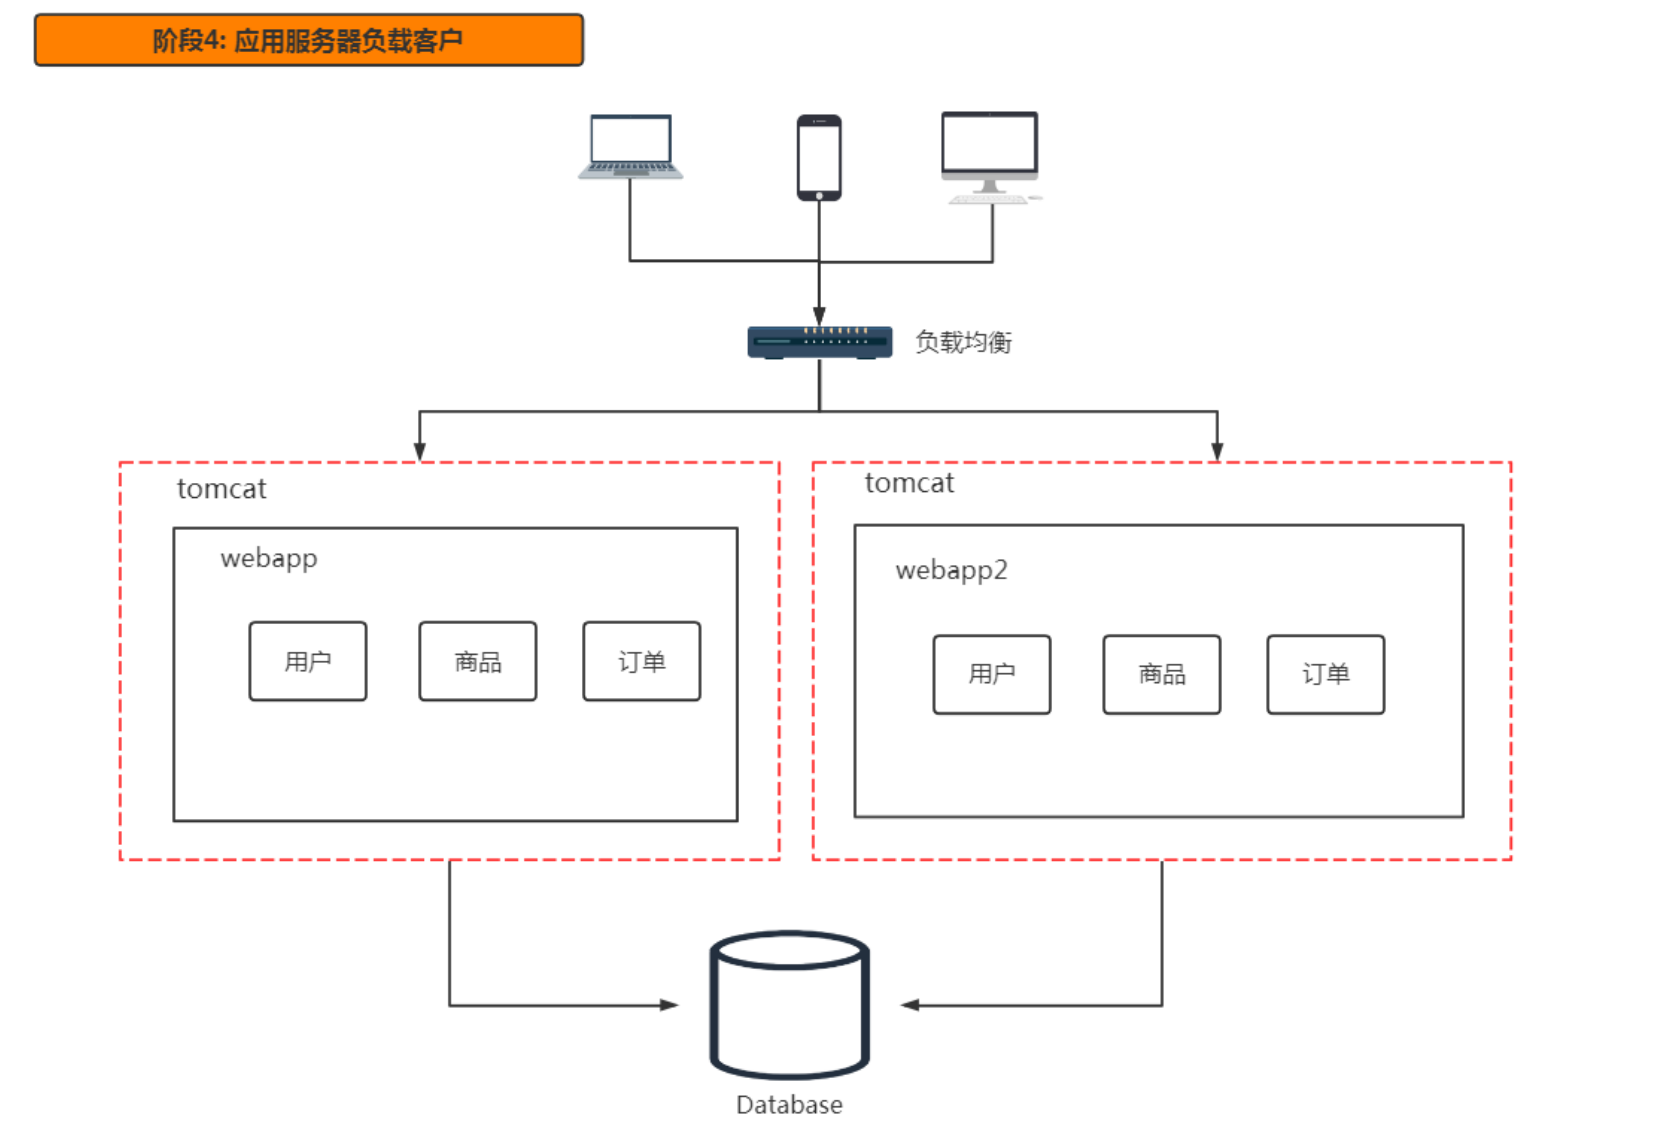 阶段4: 应用服务器负载客户
负载均衡
tomcat
webapp
用户
商品
订单
tomcat
webapp2
用户
商品
订单
Database